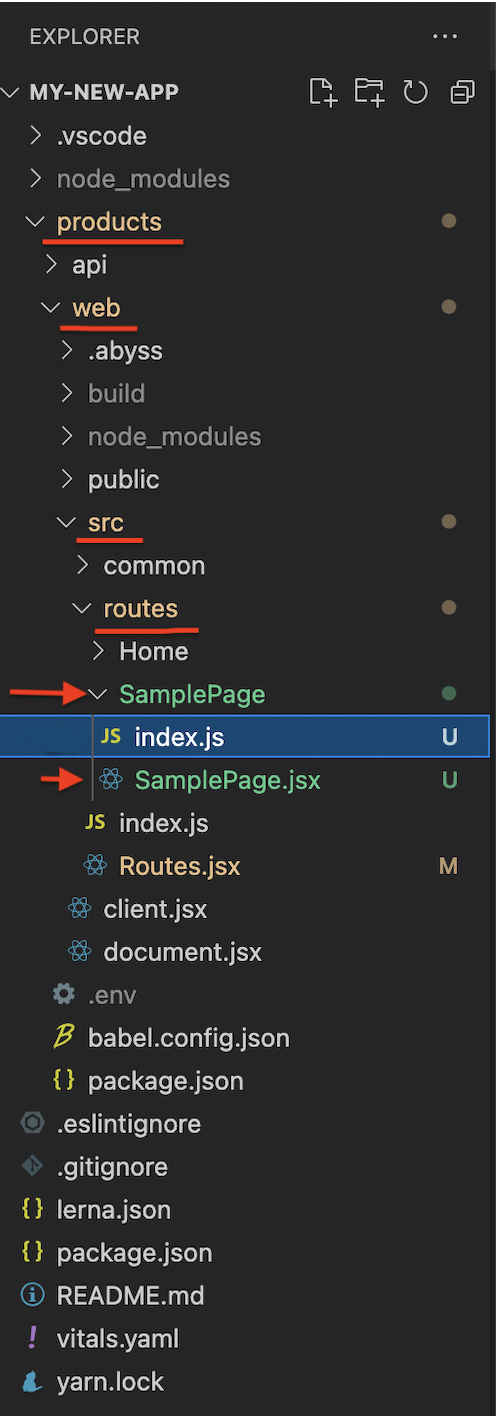 EXPLORER
MY-NEW-APP
.vscode
node_modules
products
api
web
.abyss
build
node_modules
public
src
common
routes
Home
SamplePage
JS index.js U
SamplePage.jsx U
JS index.js
Routes.jsx M
client.jsx
document.jsx
.env
babel.config.json
{} package.json
.eslintignore
.gitignore
{} lerna.json
{} package.json
README.md
! vitals.yaml
yarn.lock